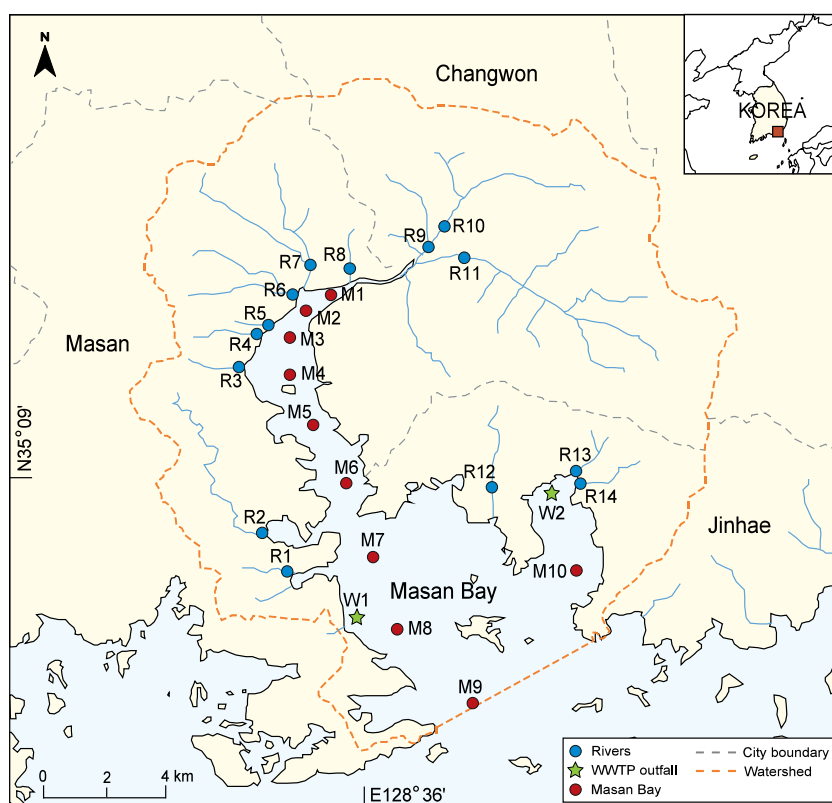 N
Changwon
KOREA
R10
R9
R7
R8
R11
R6
M1
M2
R5
R4
M3
Masan
R3
M4
M5
N35°09'
M6
R12
R13
R14
W2
R2
Jinhae
M7
R1
M10
Masan Bay
W1
M8
M9
Rivers
WWTP outfall
Masan Bay
City boundary
Watershed
0 2 4 km
E128°36'